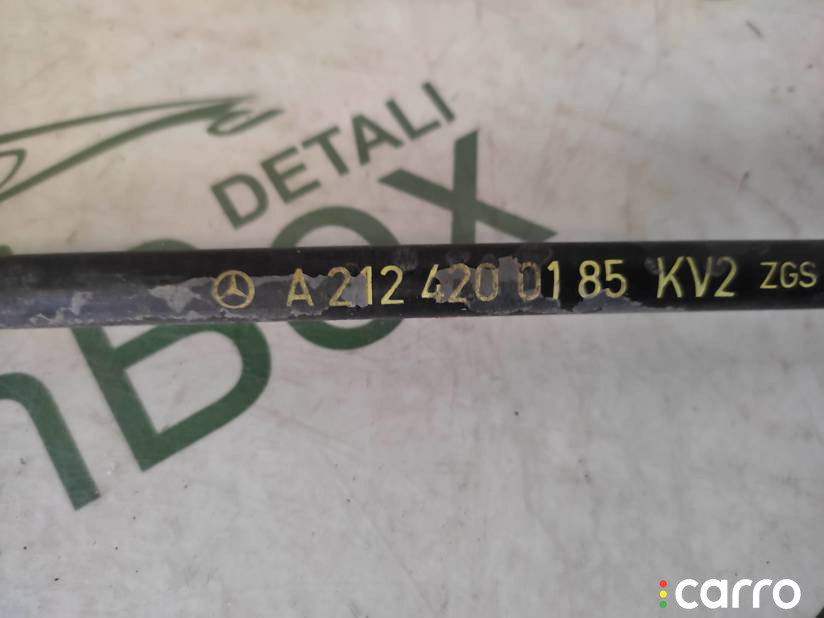 DETALI
Box
A 212 420 01 85 KV2 ZGS
carro